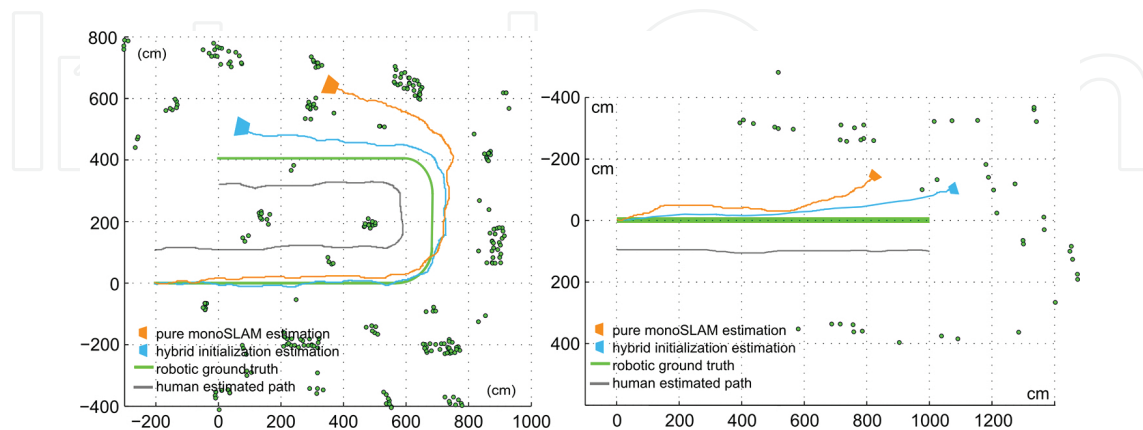 800
(cm)
600
400
200
0
−200
−400
pure monoSLAM estimation
hybrid initialization estimation
robotic ground truth
human estimated path
(cm)
−200 0 200 400 600 800 1000
−400
cm
−200
cm
0
200
400
pure monoSLAM estimation
hybrid initialization estimation
robotic ground truth
human estimated path
cm
0 200 400 600 800 1000 1200